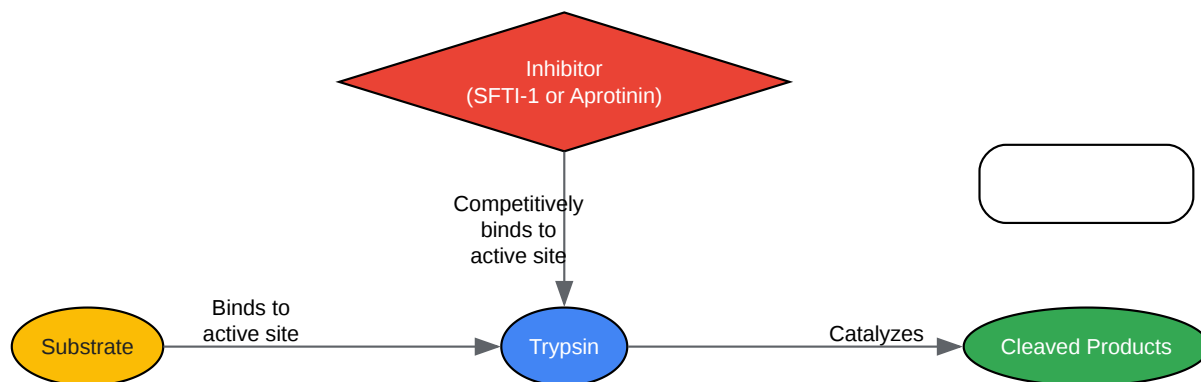 Inhibitor
(SFTI-1 or Aprotinin)
Competitively
binds to
active site
Binds to
active site
Substrate
Trypsin
Catalyzes
Cleaved Products